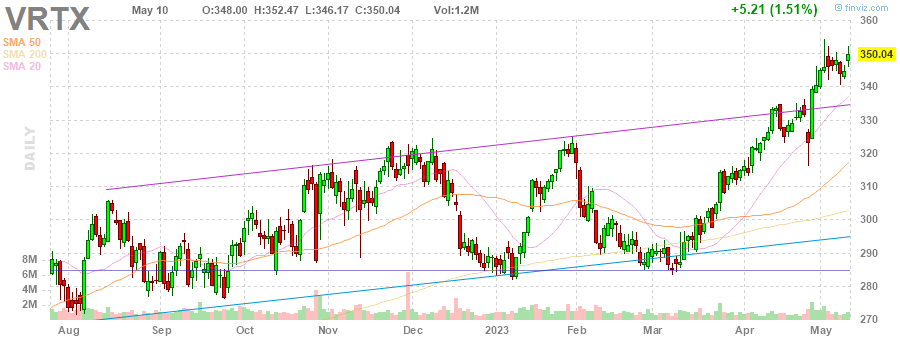 VRTX May 10 O:348.00 H:352.47 L:346.17 C:350.04 Vol:1.2M +5.21 (1.51%) © finviz.com
SMA 50
SMA 200
SMA 20
DAILY
360
350.04
340
330
320
310
300
290
280
270
8M
6M
4M
2M
Aug Sep Oct Nov Dec 2023 Feb Mar Apr May